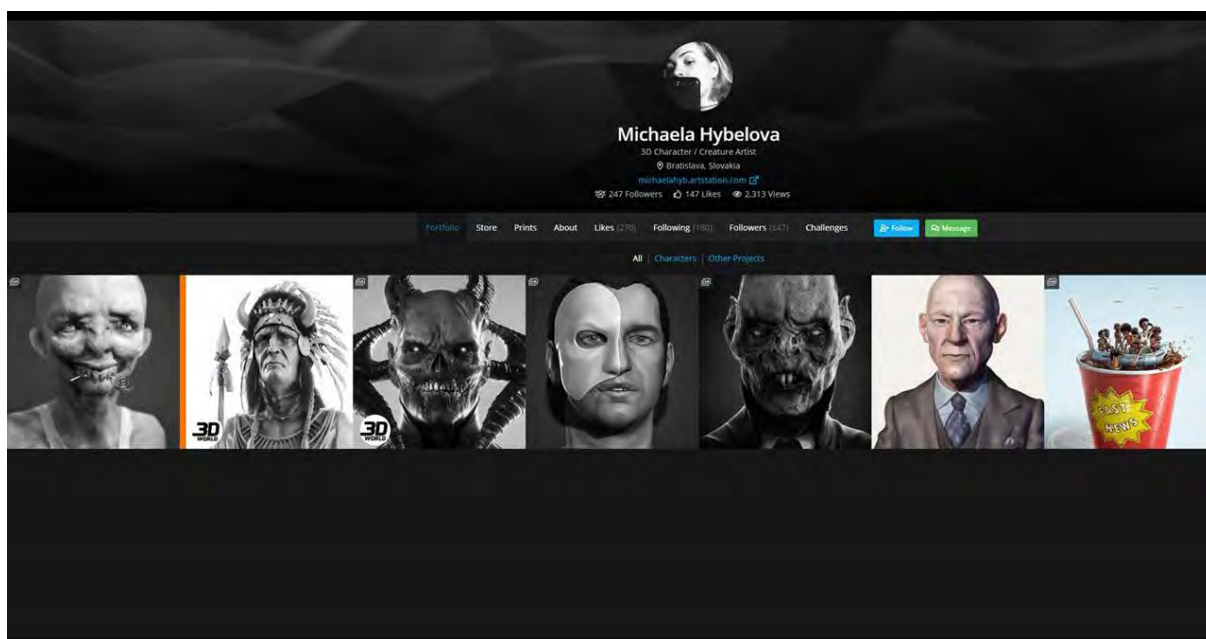 Michaela Hybelova
3D Character / Creature Artist
Bratislava, Slovakia
michaelahyb.artstation.com
247 Followers 147 Likes 2,313 Views
Portfolio Store Prints About Likes (270) Following (180) Followers (247) Challenges Follow Message
All | Characters | Other Projects
3D
WORLD
3D
WORLD
FAST
NEWS